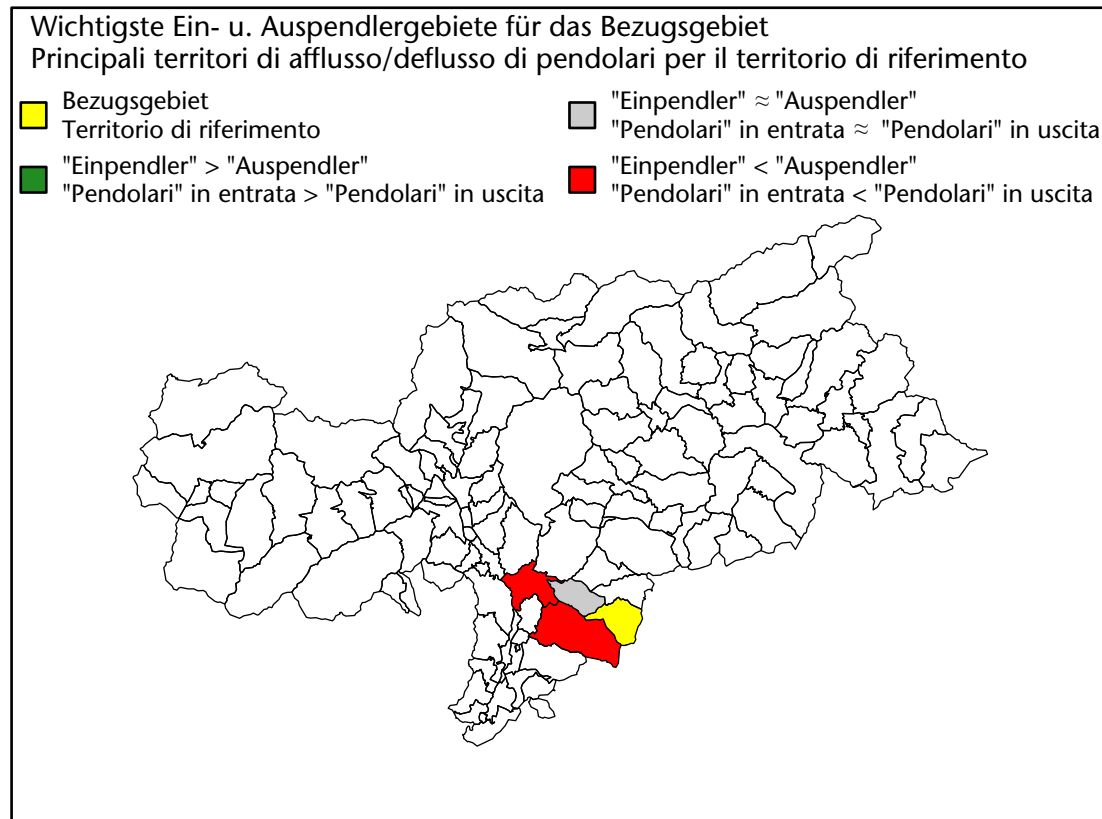 Wichtigste Ein- u. Auspendlergebiete für das Bezugsgebiet
Principali territori di afflusso/deflusso di pendolari per il territorio di riferimento
Bezugsgebiet
Territorio di riferimento
"Einpendler" > "Auspendler"
"Pendolari" in entrata > "Pendolari" in uscita
"Einpendler" ≈ "Auspendler"
"Pendolari" in entrata ≈ "Pendolari" in uscita
"Einpendler" < "Auspendler"
"Pendolari" in entrata < "Pendolari" in uscita